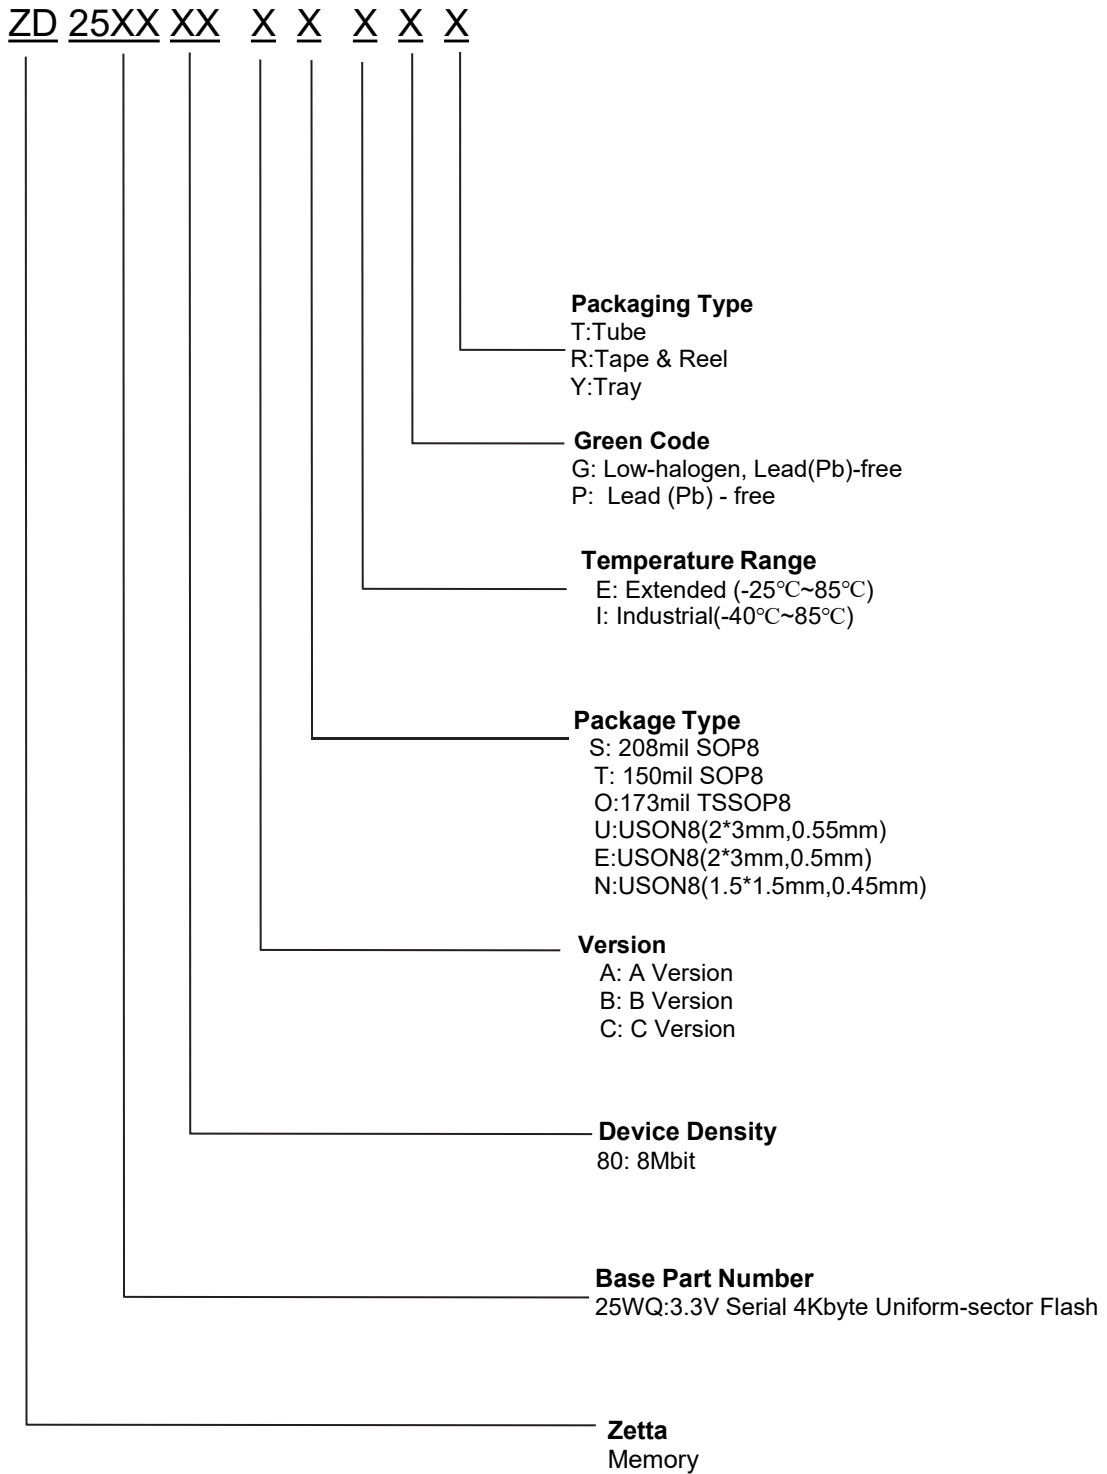 ZD 25XX XX X X X X X
Packaging Type
T:Tube
R:Tape & Reel
Y:Tray
Green Code
G: Low-halogen, Lead(Pb)-free
P: Lead (Pb) - free
Temperature Range
E: Extended (-25℃~85℃)
I: Industrial(-40℃~85℃)
Package Type
S: 208mil SOP8
T: 150mil SOP8
O:173mil TSSOP8
U:USON8(2*3mm,0.55mm)
E:USON8(2*3mm,0.5mm)
N:USON8(1.5*1.5mm,0.45mm)
Version
A: A Version
B: B Version
C: C Version
Device Density
80: 8Mbit
Base Part Number
25WQ:3.3V Serial 4Kbyte Uniform-sector Flash
Zetta
Memory